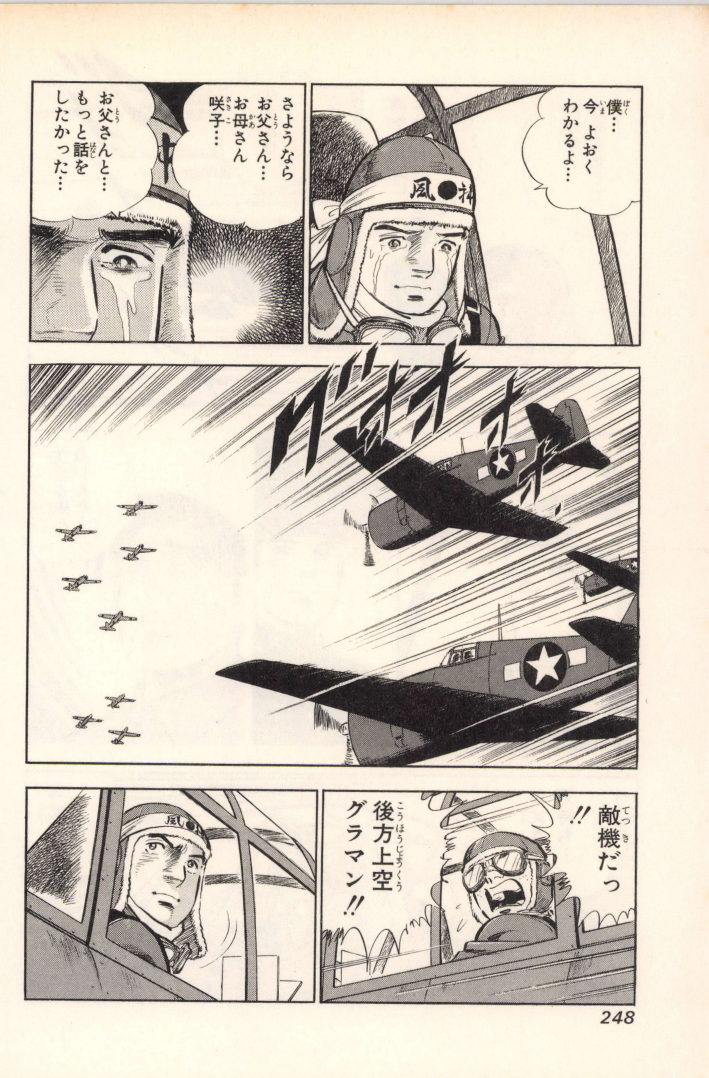 僕…
今、よおく
わかるよ…
風●神
さようなら
お父さん…
お母さん
咲子…
お父さんと…
もっと話を
したかった…
グオオオオ
敵機だっ
!!
後方上空
グラマン!!
風
248